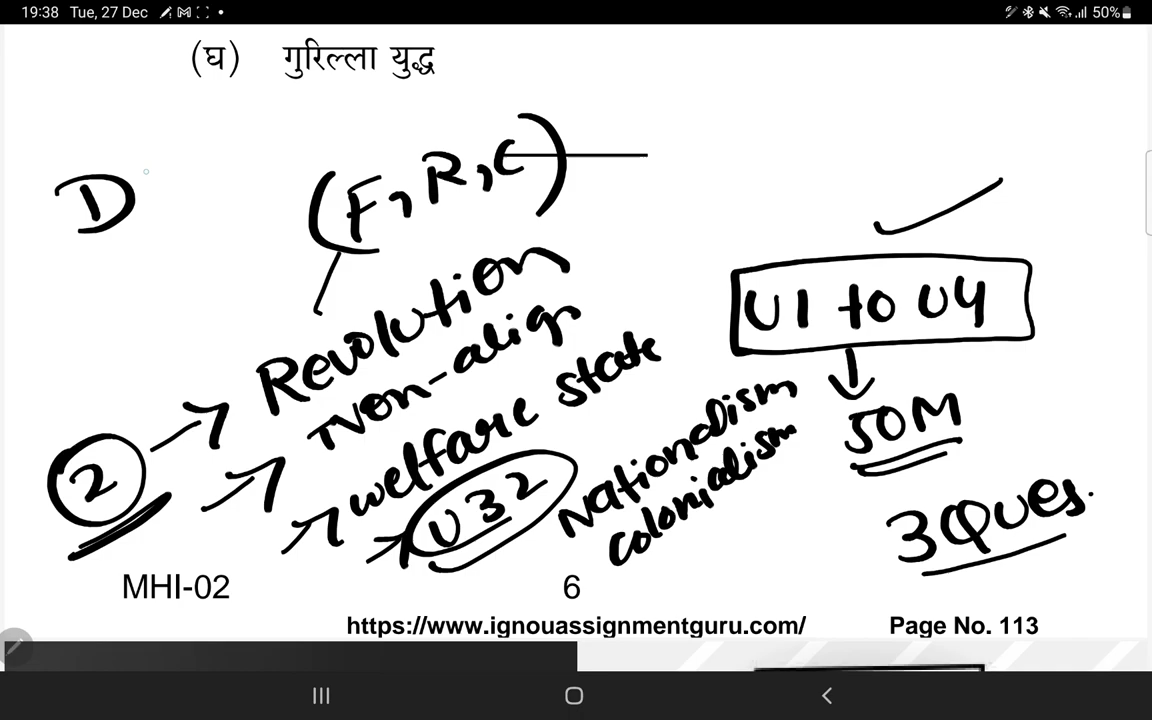 19:38 Tue, 27 Dec
50%
(घ) गुरिल्ला युद्ध
D
(F, R, C)
U1 to U4
50M
3 Ques.
2
Revolution
Non-align
welfare state
U 32
Nationalism
colonialism
MHI-02
6
https://www.ignouassignmentguru.com/
Page No. 113